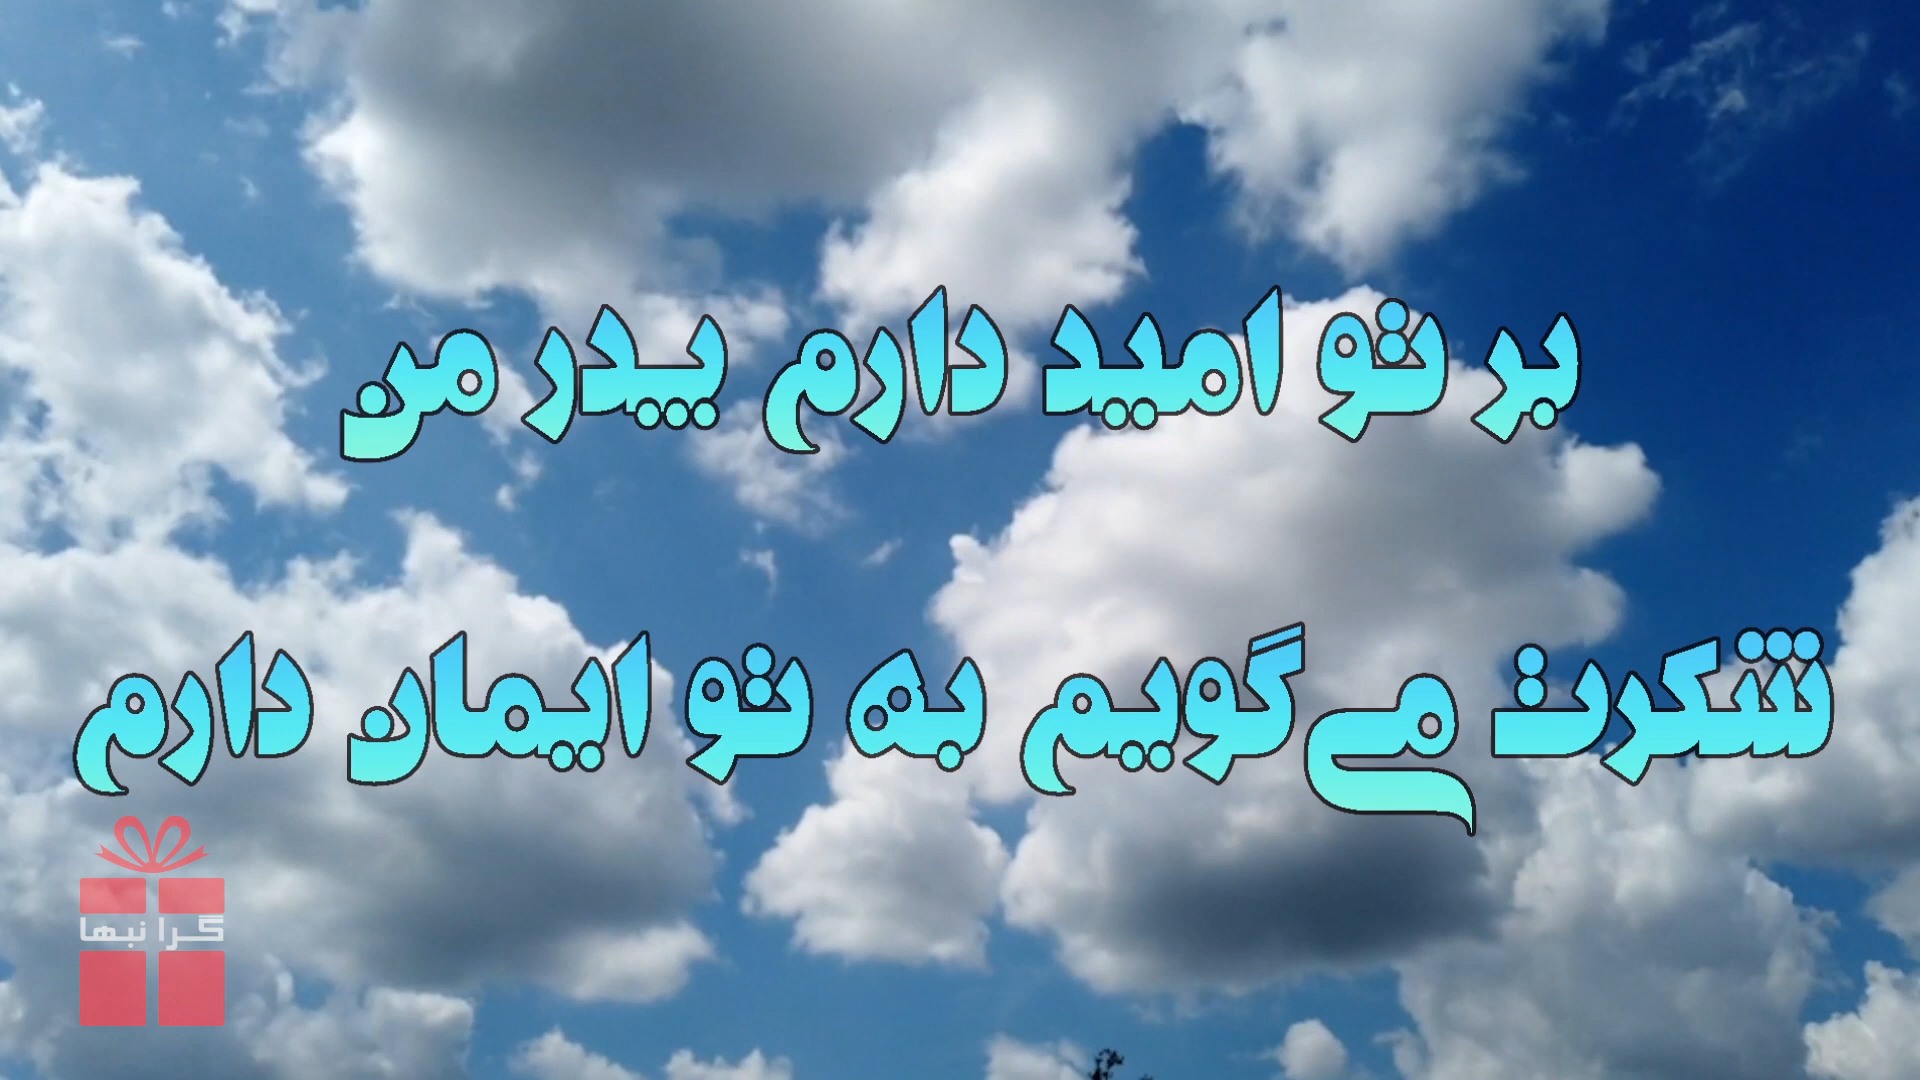 بر تو امید دارم پدر من
شکرت می‌گویم به تو ایمان دارم
گرانبها